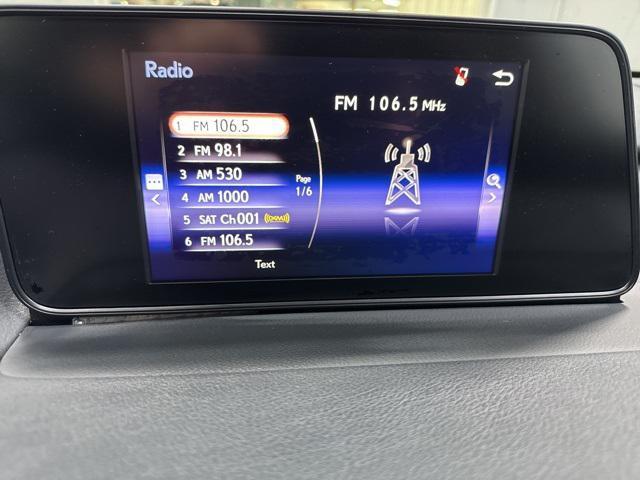 Radio
FM 106.5 MHz
1 FM 106.5
2 FM 98.1
3 AM 530
4 AM 1000
5 SAT Ch001 ((SXM))
6 FM 106.5
Page
1/6
Text